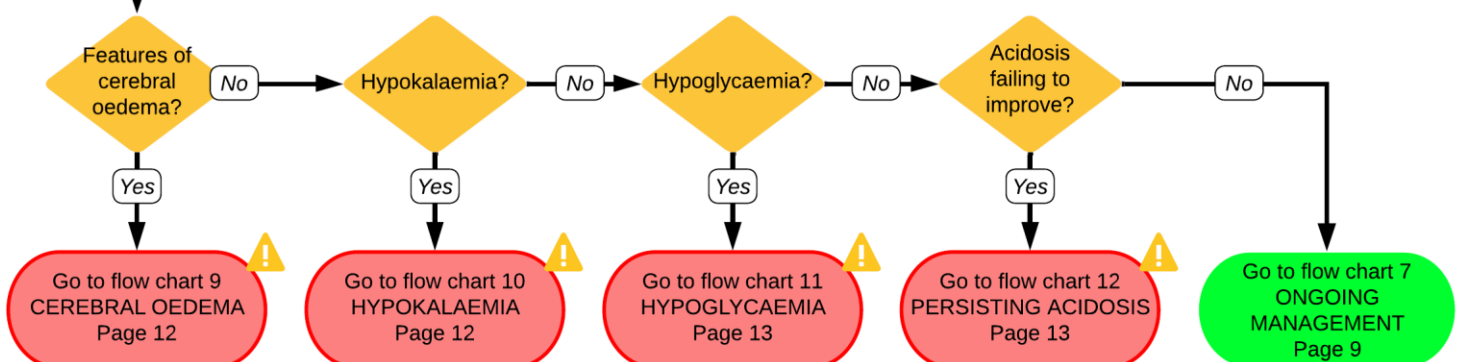 Features of
cerebral
oedema?
No
Hypokalaemia?
No
Hypoglycaemia?
No
Acidosis
failing to
improve?
No
Yes
Yes
Yes
Yes
Go to flow chart 9
CEREBRAL OEDEMA
Page 12
Go to flow chart 10
HYPOKALAEMIA
Page 12
Go to flow chart 11
HYPOGLYCAEMIA
Page 13
Go to flow chart 12
PERSISTING ACIDOSIS
Page 13
Go to flow chart 7
ONGOING
MANAGEMENT
Page 9